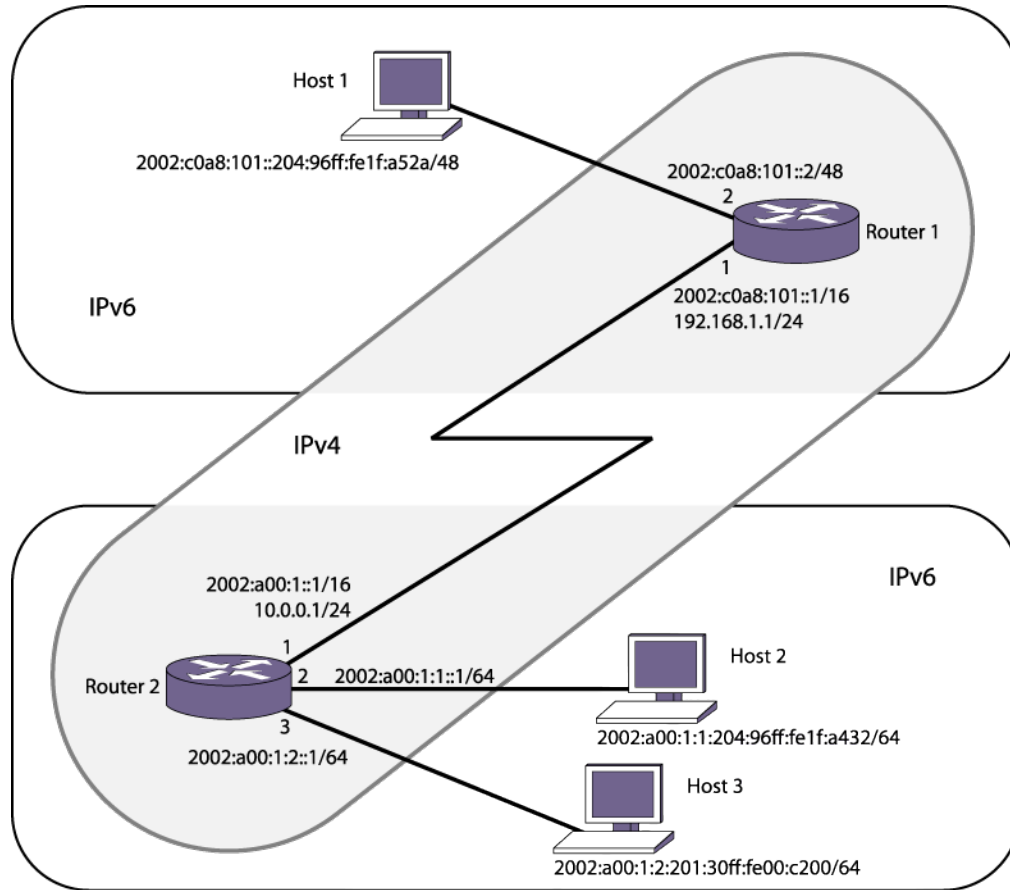 Host 1
2002:c0a8:101::204:96ff:fe1f:a52a/48
2002:c0a8:101::2/48
2
Router 1
1
2002:c0a8:101::1/16
192.168.1.1/24
IPv6
IPv4
IPv6
2002:a00:1::1/16
10.0.0.1/24
1
Router 2
2
2002:a00:1:1::1/64
3
2002:a00:1:2::1/64
Host 2
2002:a00:1:1:204:96ff:fe1f:a432/64
Host 3
2002:a00:1:2:201:30ff:fe00:c200/64